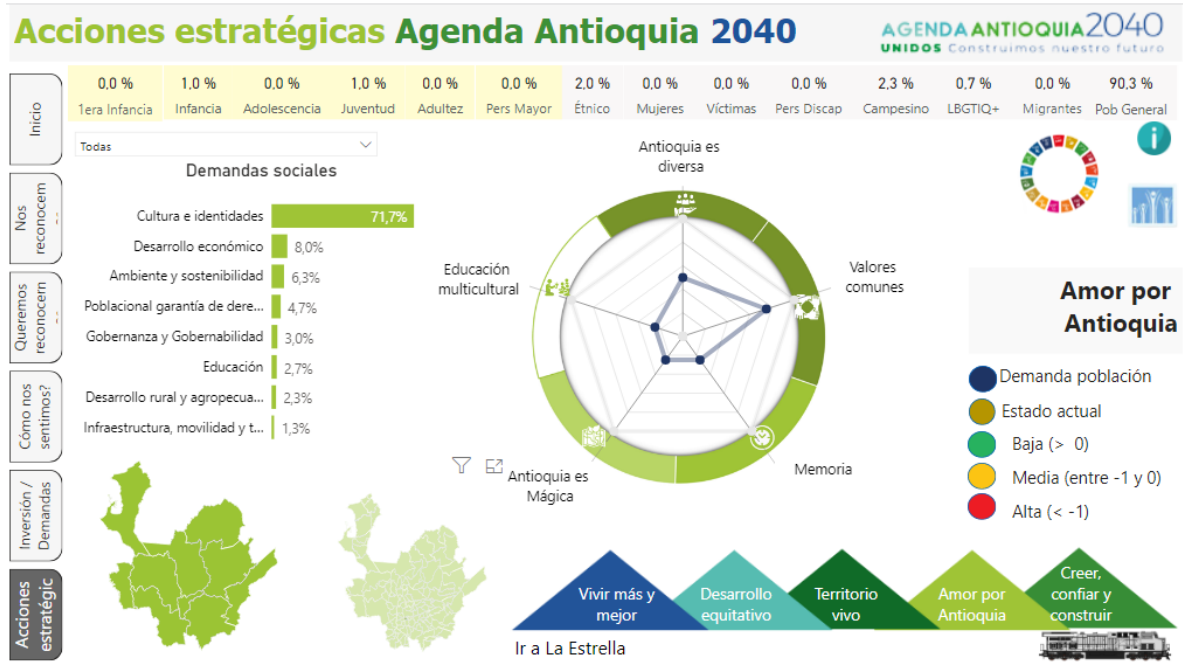 Acciones estratégicas Agenda Antioquia 2040
AGENDA ANTIOQUIA 2040
UNIDOS Construimos nuestro futuro
0,0 % 1,0 % 0,0 % 1,0 % 0,0 % 0,0 % 2,0 % 0,0 % 0,0 % 0,0 % 2,3 % 0,7 % 0,0 % 90,3 %
1era Infancia Infancia Adolescencia Juventud Adultez Pers Mayor Étnico Mujeres Víctimas Pers Discap Campesino LBGTIQ+ Migrantes Pob General
Inicio
Nos
reconocem
...
Queremos
reconocern
...
Cómo nos
sentimos?
Inversión /
Demandas
Acciones
estratégic
Todas
Demandas sociales
Cultura e identidades 71,7%
Desarrollo económico 8,0%
Ambiente y sostenibilidad 6,3%
Poblacional garantía de dere... 4,7%
Gobernanza y Gobernabilidad 3,0%
Educación 2,7%
Desarrollo rural y agropecua... 2,3%
Infraestructura, movilidad y t... 1,3%
Antioquia es
diversa
Valores
comunes
Memoria
Antioquia es
Mágica
Educación
multicultural
i
Amor por
Antioquia
Demanda población
Estado actual
Baja (> 0)
Media (entre -1 y 0)
Alta (< -1)
Vivir más y
mejor
Desarrollo
equitativo
Territorio
vivo
Amor por
Antioquia
Creer,
confiar y
construir
Ir a La Estrella